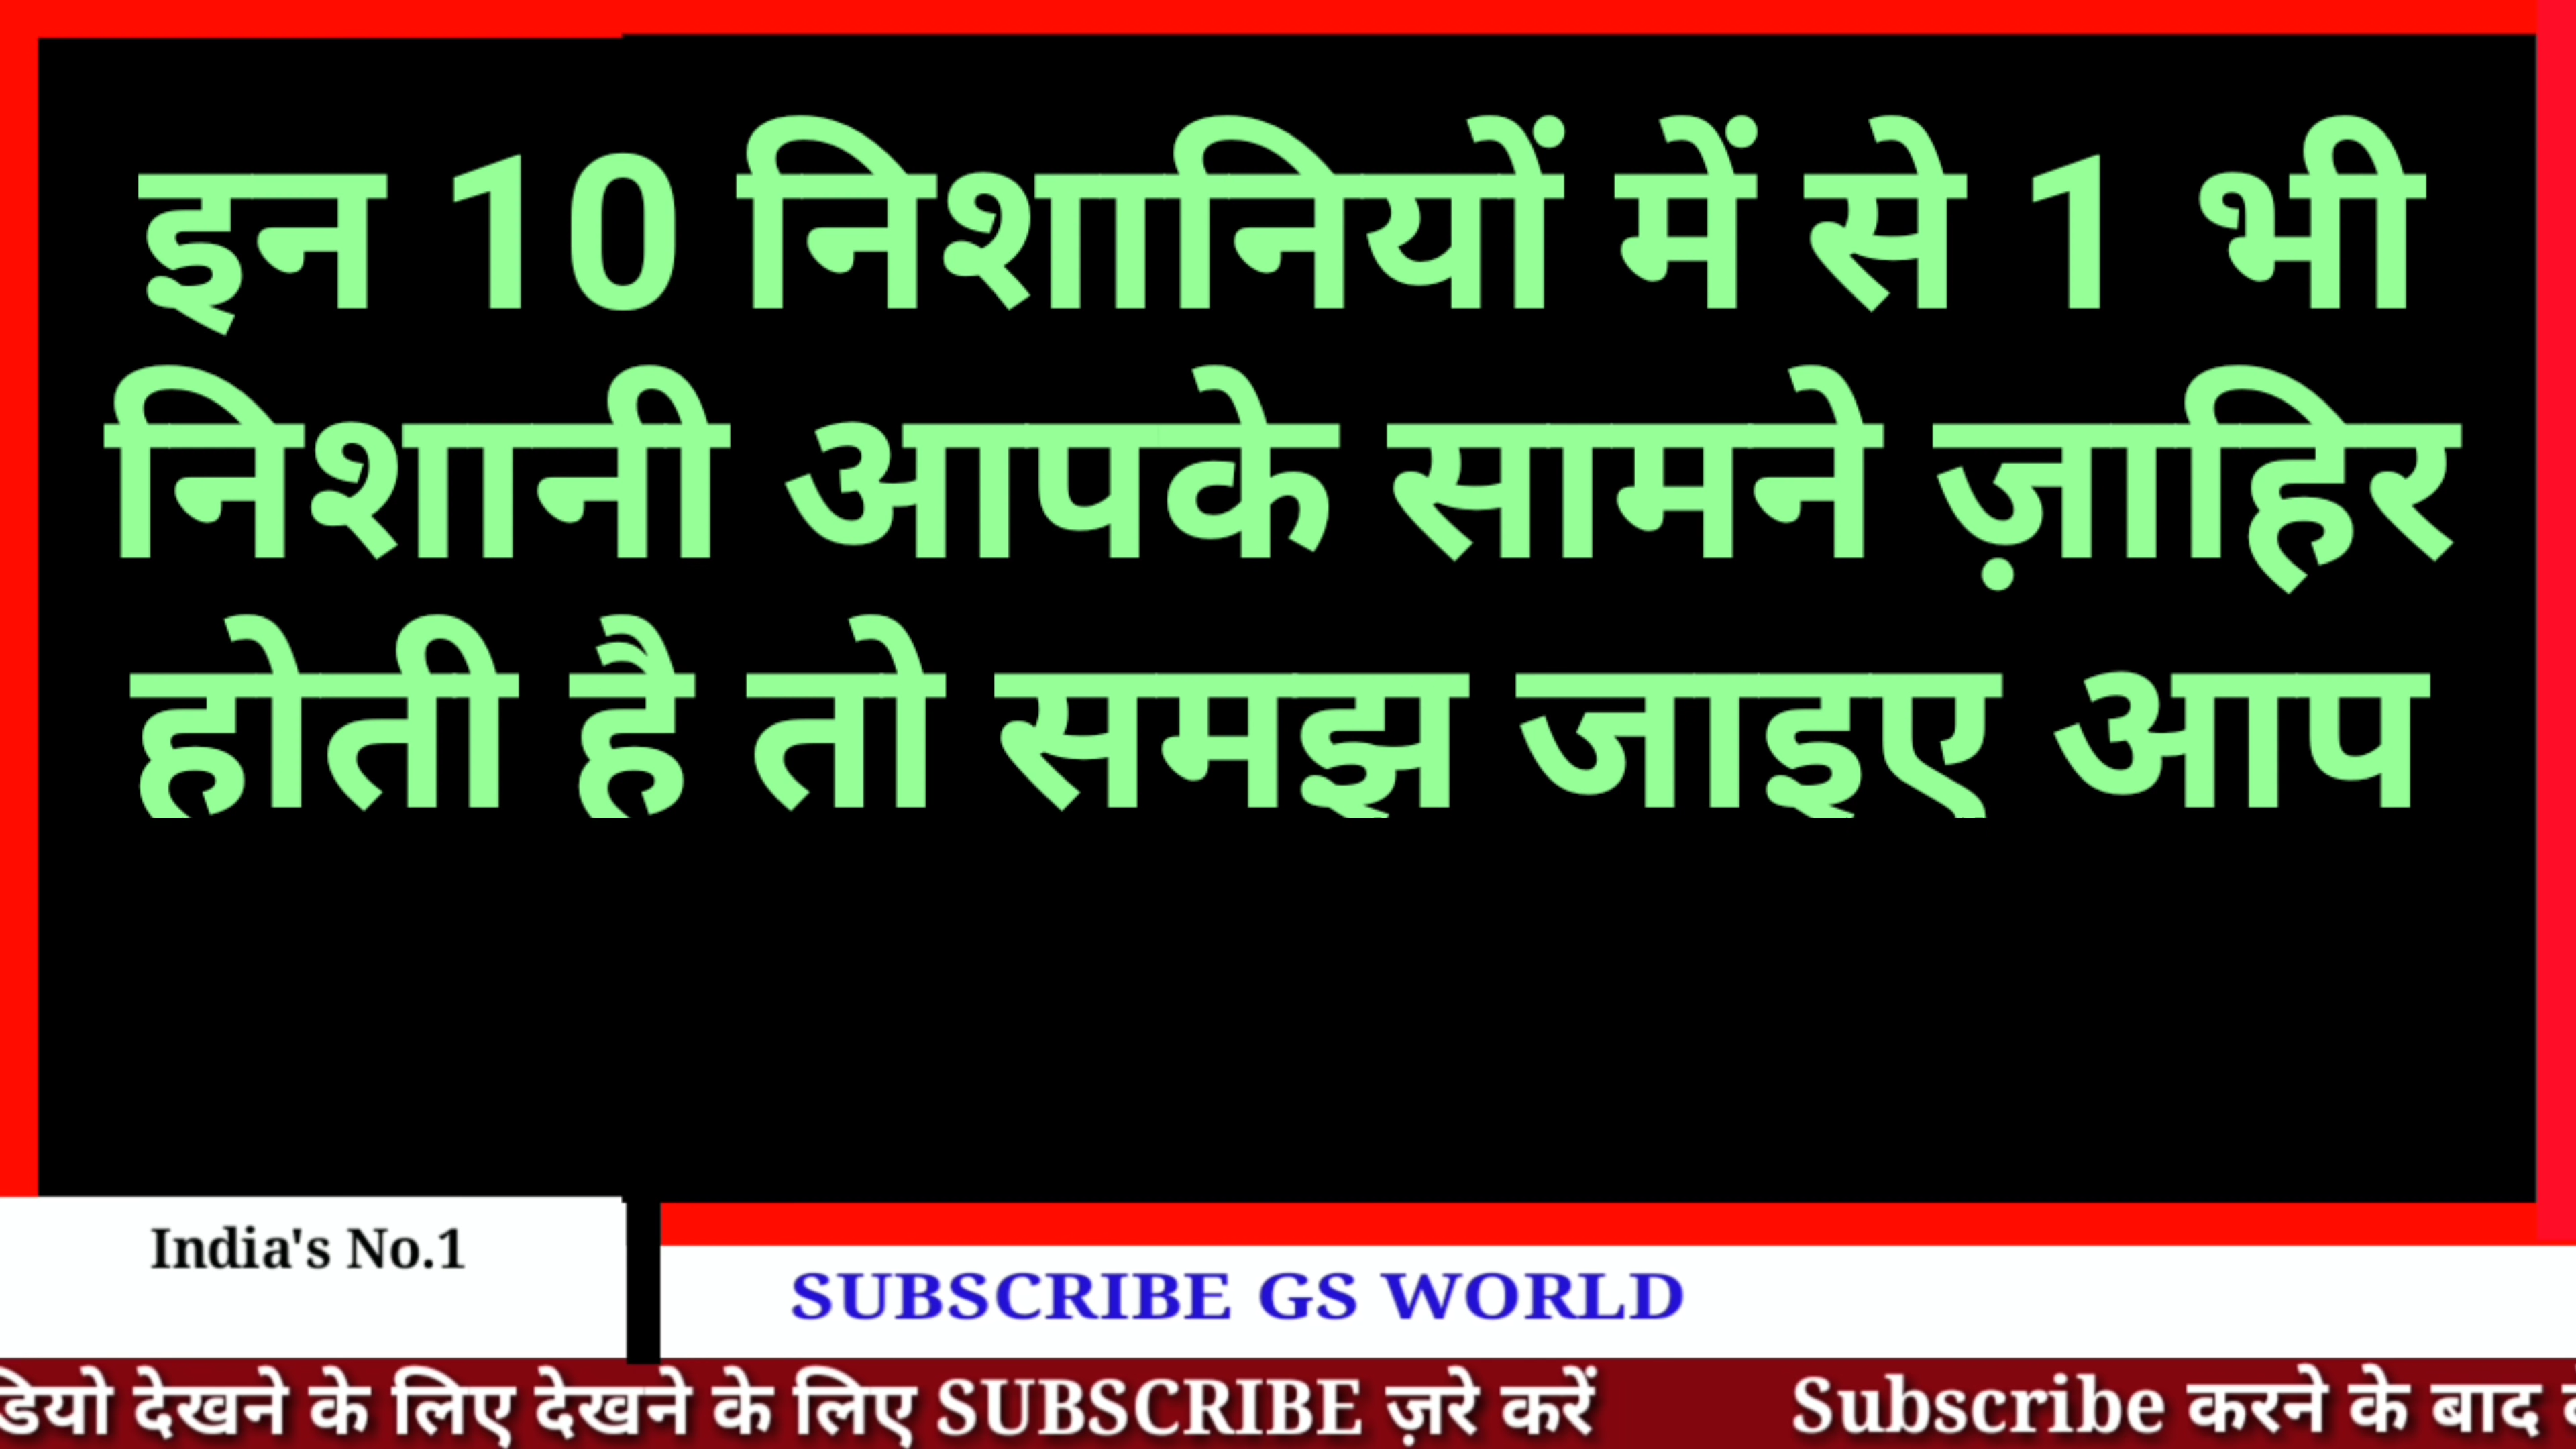 इन 10 निशानियों में से 1 भी
निशानी आपके सामने ज़ाहिर
होती है तो समझ जाइए आप
India's No.1
SUBSCRIBE GS WORLD
देखने के लिए देखने के लिए SUBSCRIBE ज़रे करें Subscribe करने के बाद